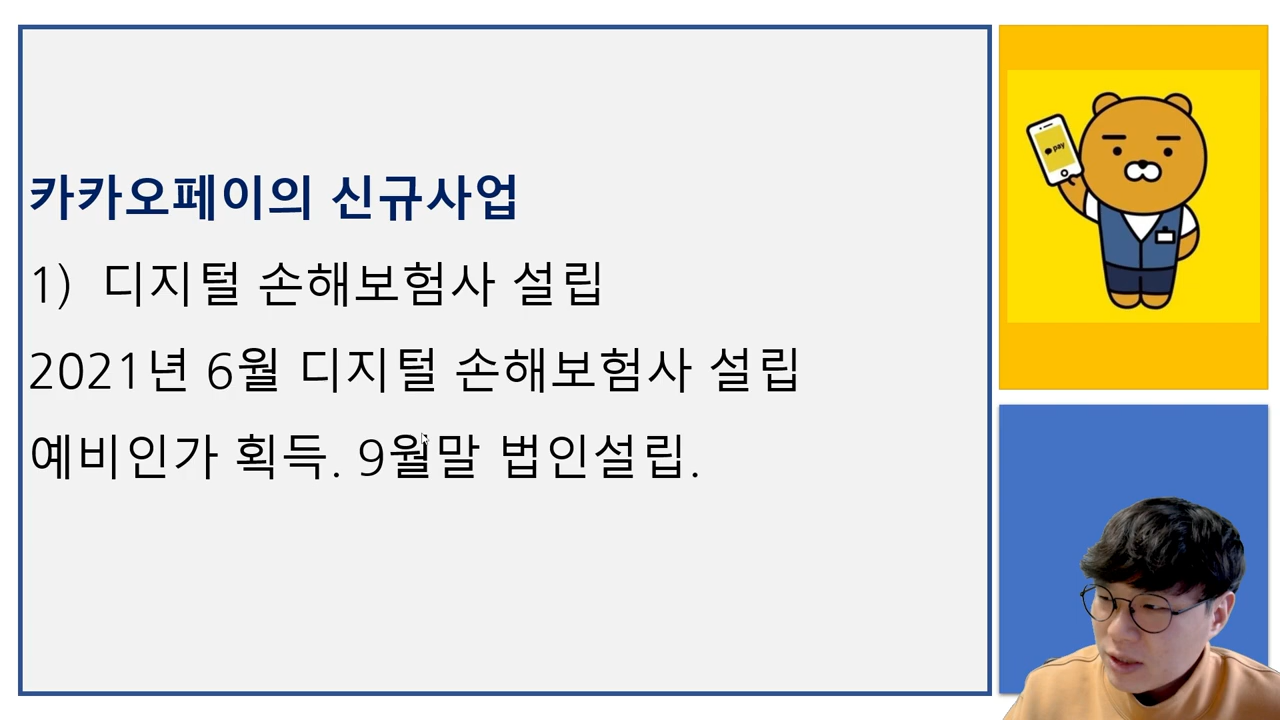 카카오페이의 신규사업
1) 디지털 손해보험사 설립
2021년 6월 디지털 손해보험사 설립
예비인가 획득. 9월말 법인설립.
pay